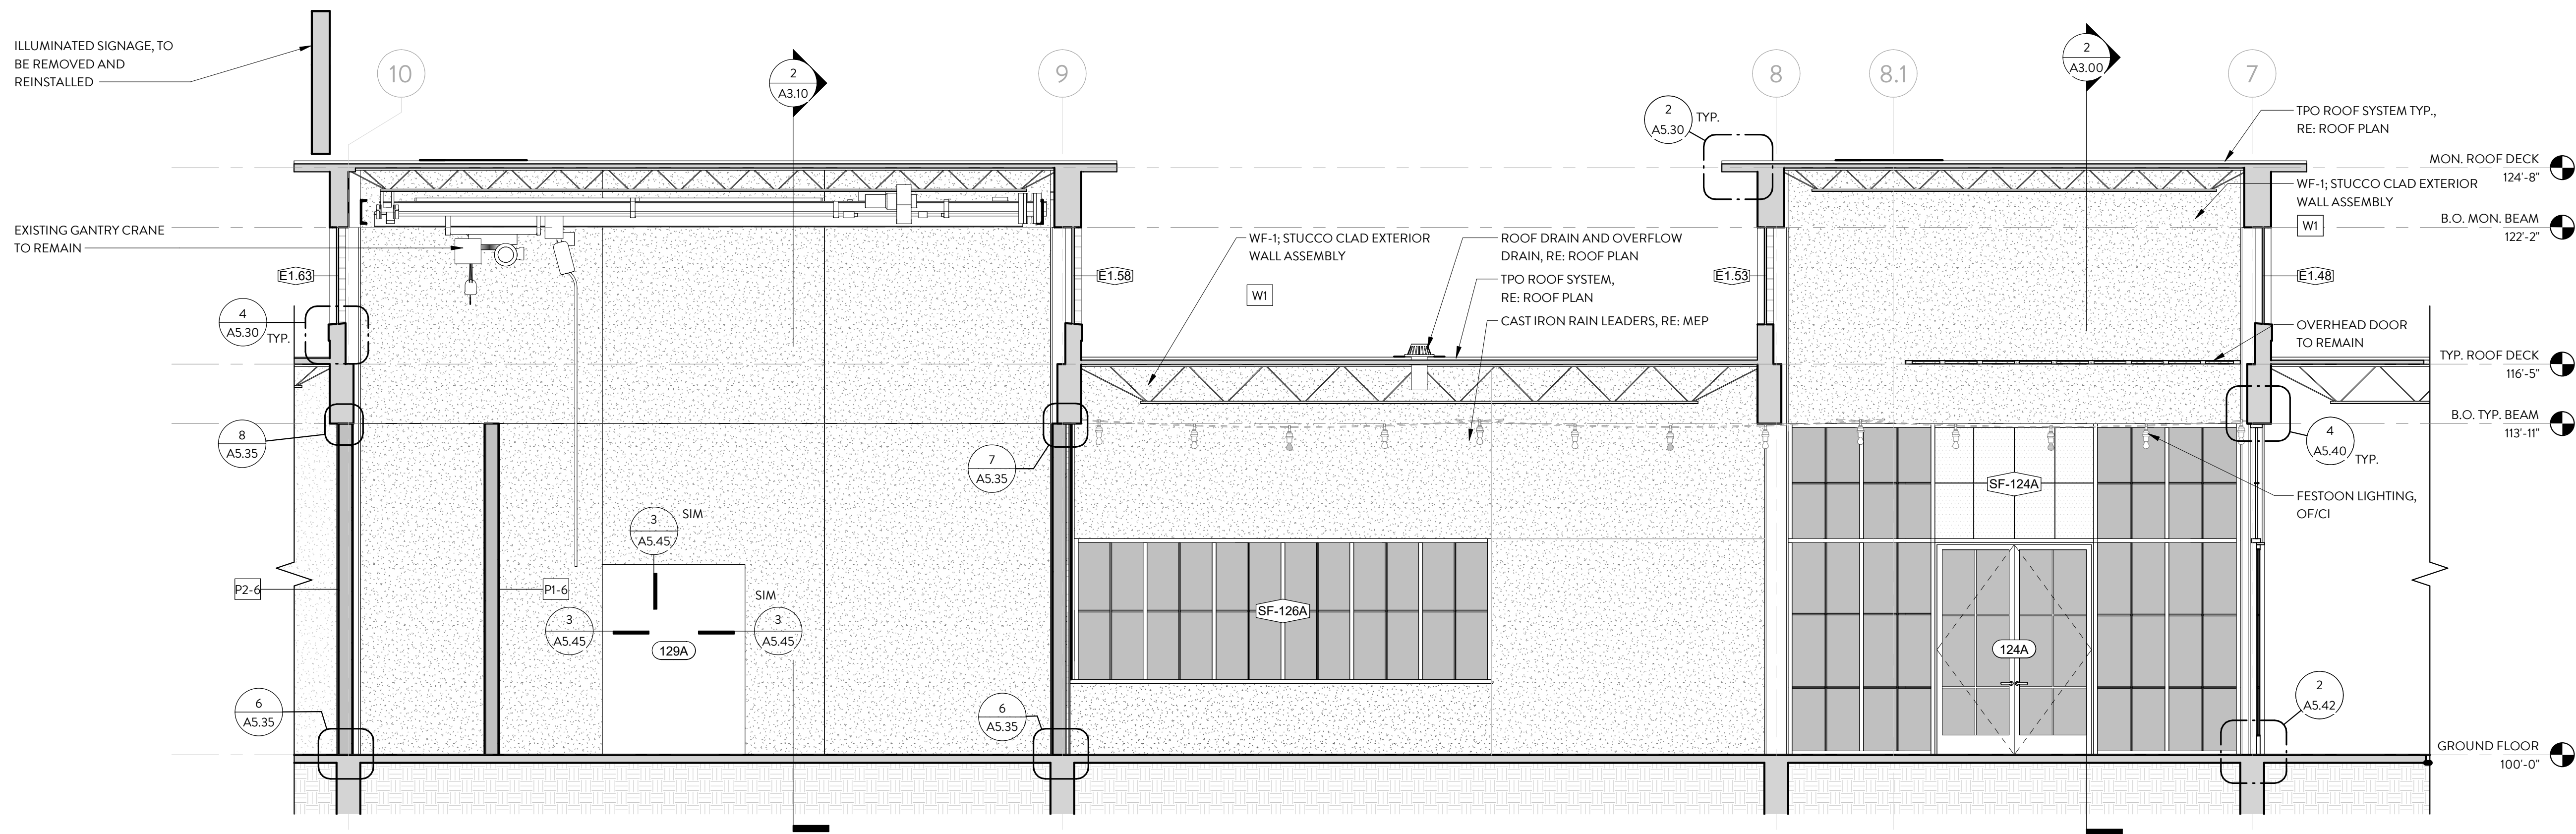 ILLUMINATED SIGNAGE, TO
BE REMOVED AND
REINSTALLED
10
2
A3.10
9
8
8.1
2
A3.00
7
2
A5.30
TYP.
TPO ROOF SYSTEM TYP.,
RE: ROOF PLAN
MON. ROOF DECK
124'-8"
WF-1; STUCCO CLAD EXTERIOR
WALL ASSEMBLY
W1
B.O. MON. BEAM
122'-2"
EXISTING GANTRY CRANE
TO REMAIN
E1.63
E1.58
WF-1; STUCCO CLAD EXTERIOR
WALL ASSEMBLY
W1
ROOF DRAIN AND OVERFLOW
DRAIN, RE: ROOF PLAN
TPO ROOF SYSTEM,
RE: ROOF PLAN
CAST IRON RAIN LEADERS, RE: MEP
E1.53
E1.48
4
A5.30
TYP.
OVERHEAD DOOR
TO REMAIN
TYP. ROOF DECK
116'-5"
B.O. TYP. BEAM
113'-11"
8
A5.35
7
A5.35
4
A5.40
TYP.
SF-124A
FESTOON LIGHTING,
OF/CI
3
A5.45
SIM
P2-6
P1-6
SIM
3
A5.45
3
A5.45
129A
SF-126A
124A
6
A5.35
6
A5.35
2
A5.42
GROUND FLOOR
100'-0"